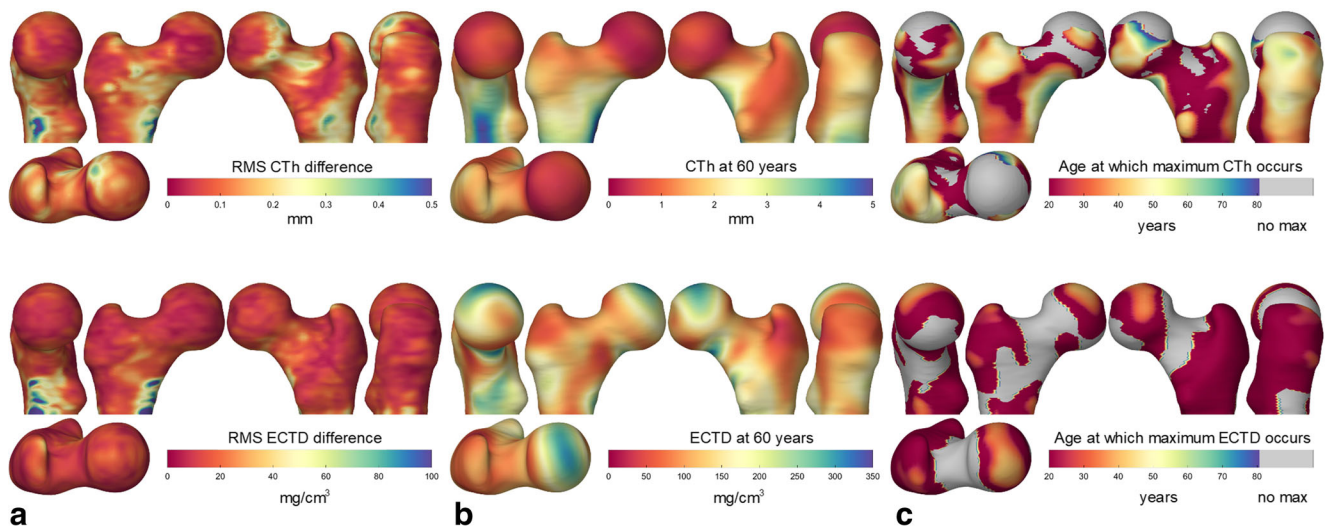 RMS CTh difference
0 0.1 0.2 0.3 0.4 0.5
mm
CTh at 60 years
0 1 2 3 4 5
mm
Age at which maximum CTh occurs
20 30 40 50 60 70 80
years no max
RMS ECTD difference
0 20 40 60 80 100
mg/cm³
ECTD at 60 years
0 50 100 150 200 250 300 350
mg/cm³
Age at which maximum ECTD occurs
20 30 40 50 60 70 80
years no max
a b c